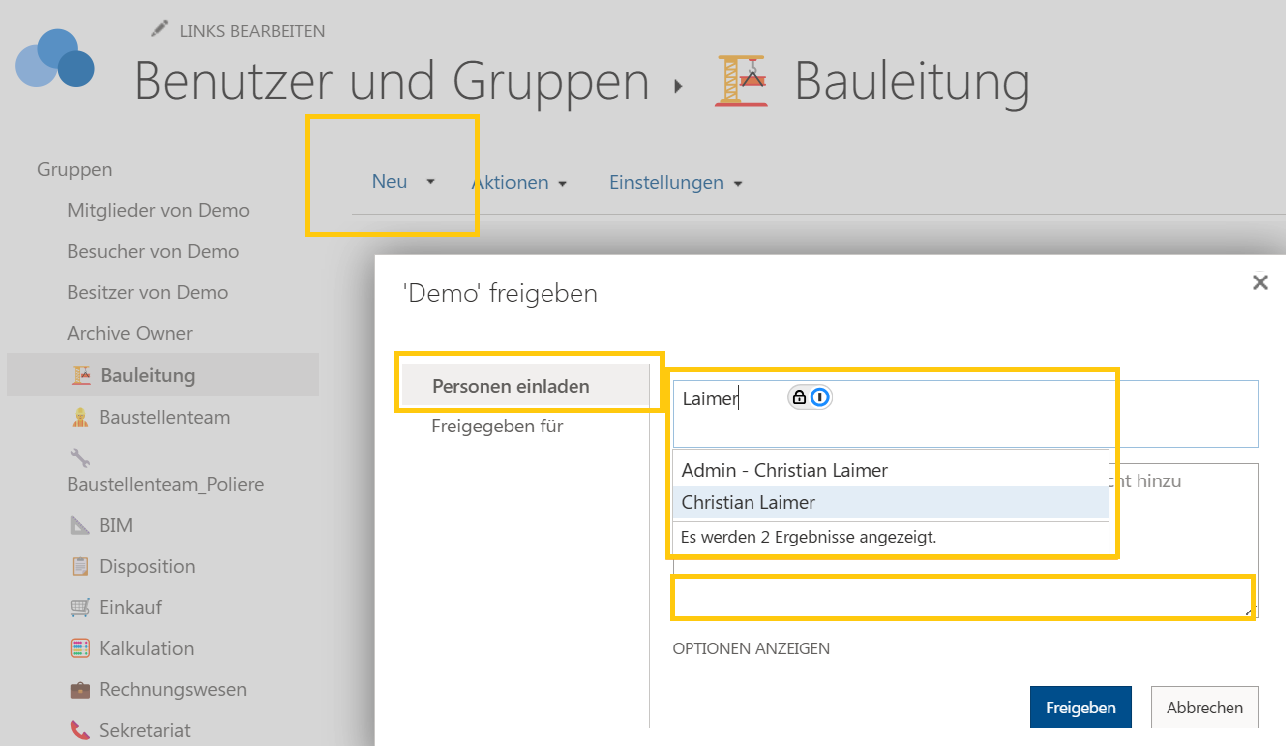 LINKS BEARBEITEN
Benutzer und Gruppen ▸ Bauleitung
Neu Aktionen Einstellungen
Gruppen
Mitglieder von Demo
Besucher von Demo
Besitzer von Demo
Archive Owner
Bauleitung
Baustellenteam
Baustellenteam_Poliere
BIM
Disposition
Einkauf
Kalkulation
Rechnungswesen
Sekretariat
'Demo' freigeben
Personen einladen
Freigegeben für
Laimer
Admin - Christian Laimer
Christian Laimer
Es werden 2 Ergebnisse angezeigt.
hinzu
OPTIONEN ANZEIGEN
Freigeben
Abbrechen